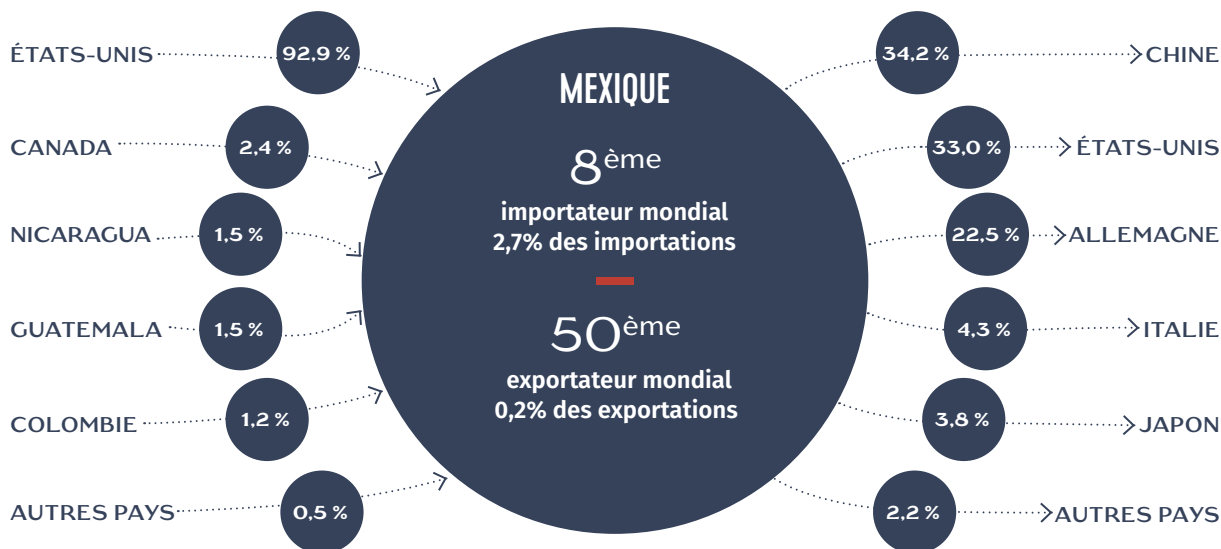 ÉTATS-UNIS
92,9 %
CANADA
2,4 %
NICARAGUA
1,5 %
GUATEMALA
1,5 %
COLOMBIE
1,2 %
AUTRES PAYS
0,5 %
MEXIQUE
8ème
importateur mondial
2,7% des importations
50ème
exportateur mondial
0,2% des exportations
34,2 %
CHINE
33,0 %
ÉTATS-UNIS
22,5 %
ALLEMAGNE
4,3 %
ITALIE
3,8 %
JAPON
2,2 %
AUTRES PAYS